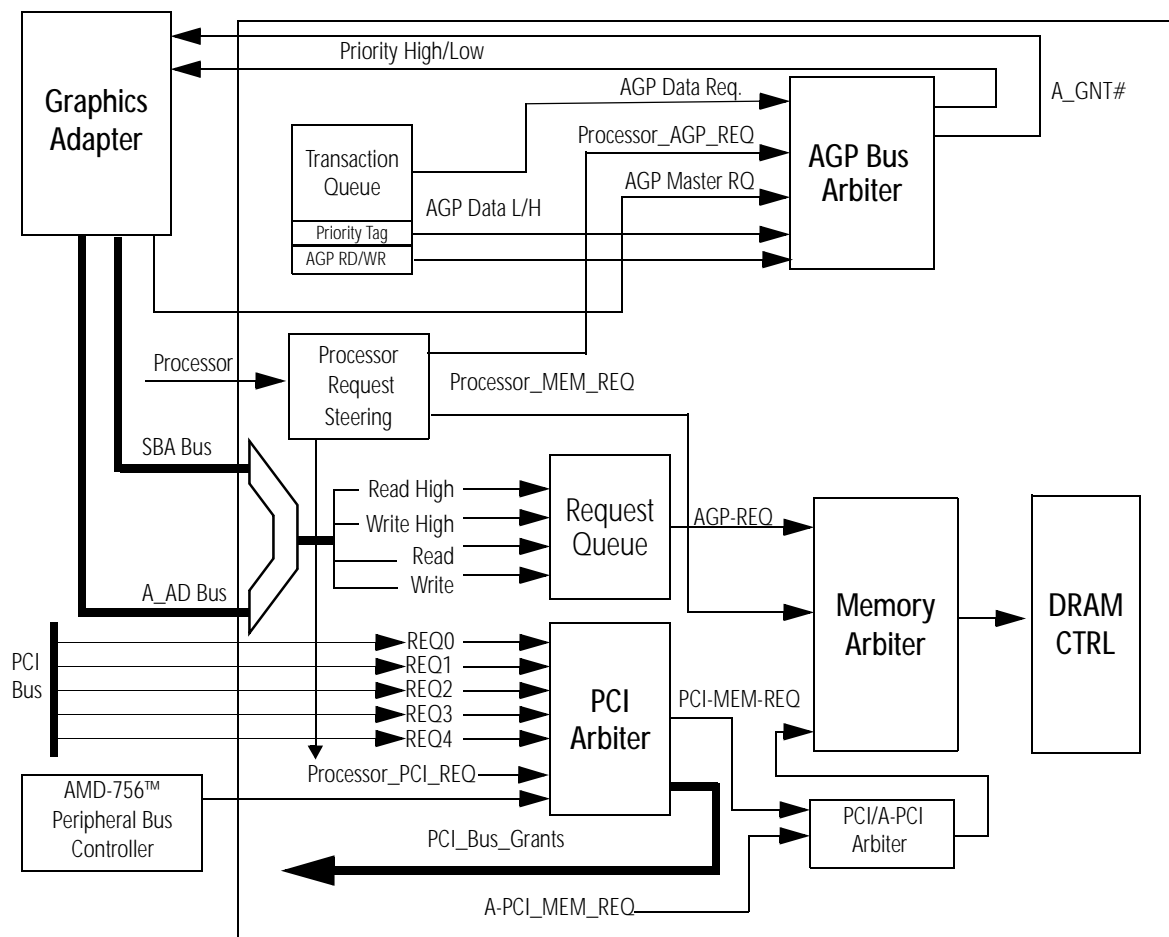 Graphics
Adapter
Priority High/Low
A_GNT#
AGP Data Req.
Processor_AGP_REQ
AGP Master RQ
AGP Bus
Arbiter
Transaction
Queue
Priority Tag
AGP RD/WR
AGP Data L/H
Processor
Processor
Request
Steering
Processor_MEM_REQ
SBA Bus
A_AD Bus
Read High
Write High
Read
Write
Request
Queue
AGP-REQ
Memory
Arbiter
DRAM
CTRL
PCI
Bus
REQ0
REQ1
REQ2
REQ3
REQ4
Processor_PCI_REQ
PCI
Arbiter
PCI-MEM-REQ
AMD-756™
Peripheral Bus
Controller
PCI_Bus_Grants
PCI/A-PCI
Arbiter
A-PCI_MEM_REQ